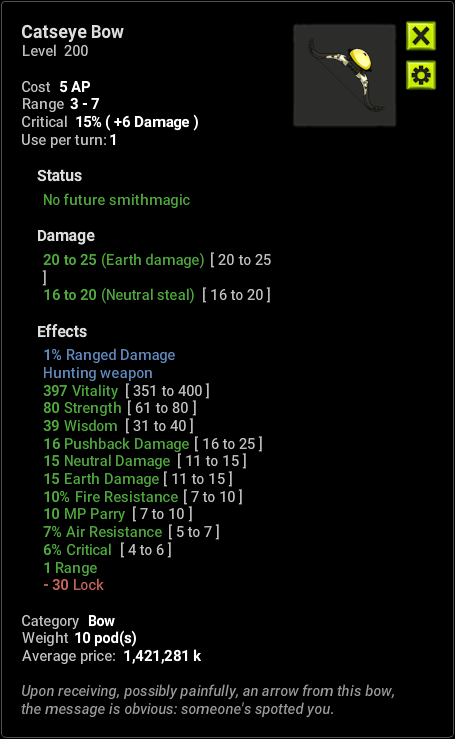 Catseye Bow
Level 200
Cost 5 AP
Range 3 - 7
Critical 15% ( +6 Damage )
Use per turn: 1
Status
No future smithmagic
Damage
20 to 25 (Earth damage) [ 20 to 25
]
16 to 20 (Neutral steal) [ 16 to 20 ]
Effects
1% Ranged Damage
Hunting weapon
397 Vitality [ 351 to 400 ]
80 Strength [ 61 to 80 ]
39 Wisdom [ 31 to 40 ]
16 Pushback Damage [ 16 to 25 ]
15 Neutral Damage [ 11 to 15 ]
15 Earth Damage [ 11 to 15 ]
10% Fire Resistance [ 7 to 10 ]
10 MP Parry [ 7 to 10 ]
7% Air Resistance [ 5 to 7 ]
6% Critical [ 4 to 6 ]
1 Range
- 30 Lock
Category Bow
Weight 10 pod(s)
Average price: 1,421,281 k
Upon receiving, possibly painfully, an arrow from this bow,
the message is obvious: someone's spotted you.